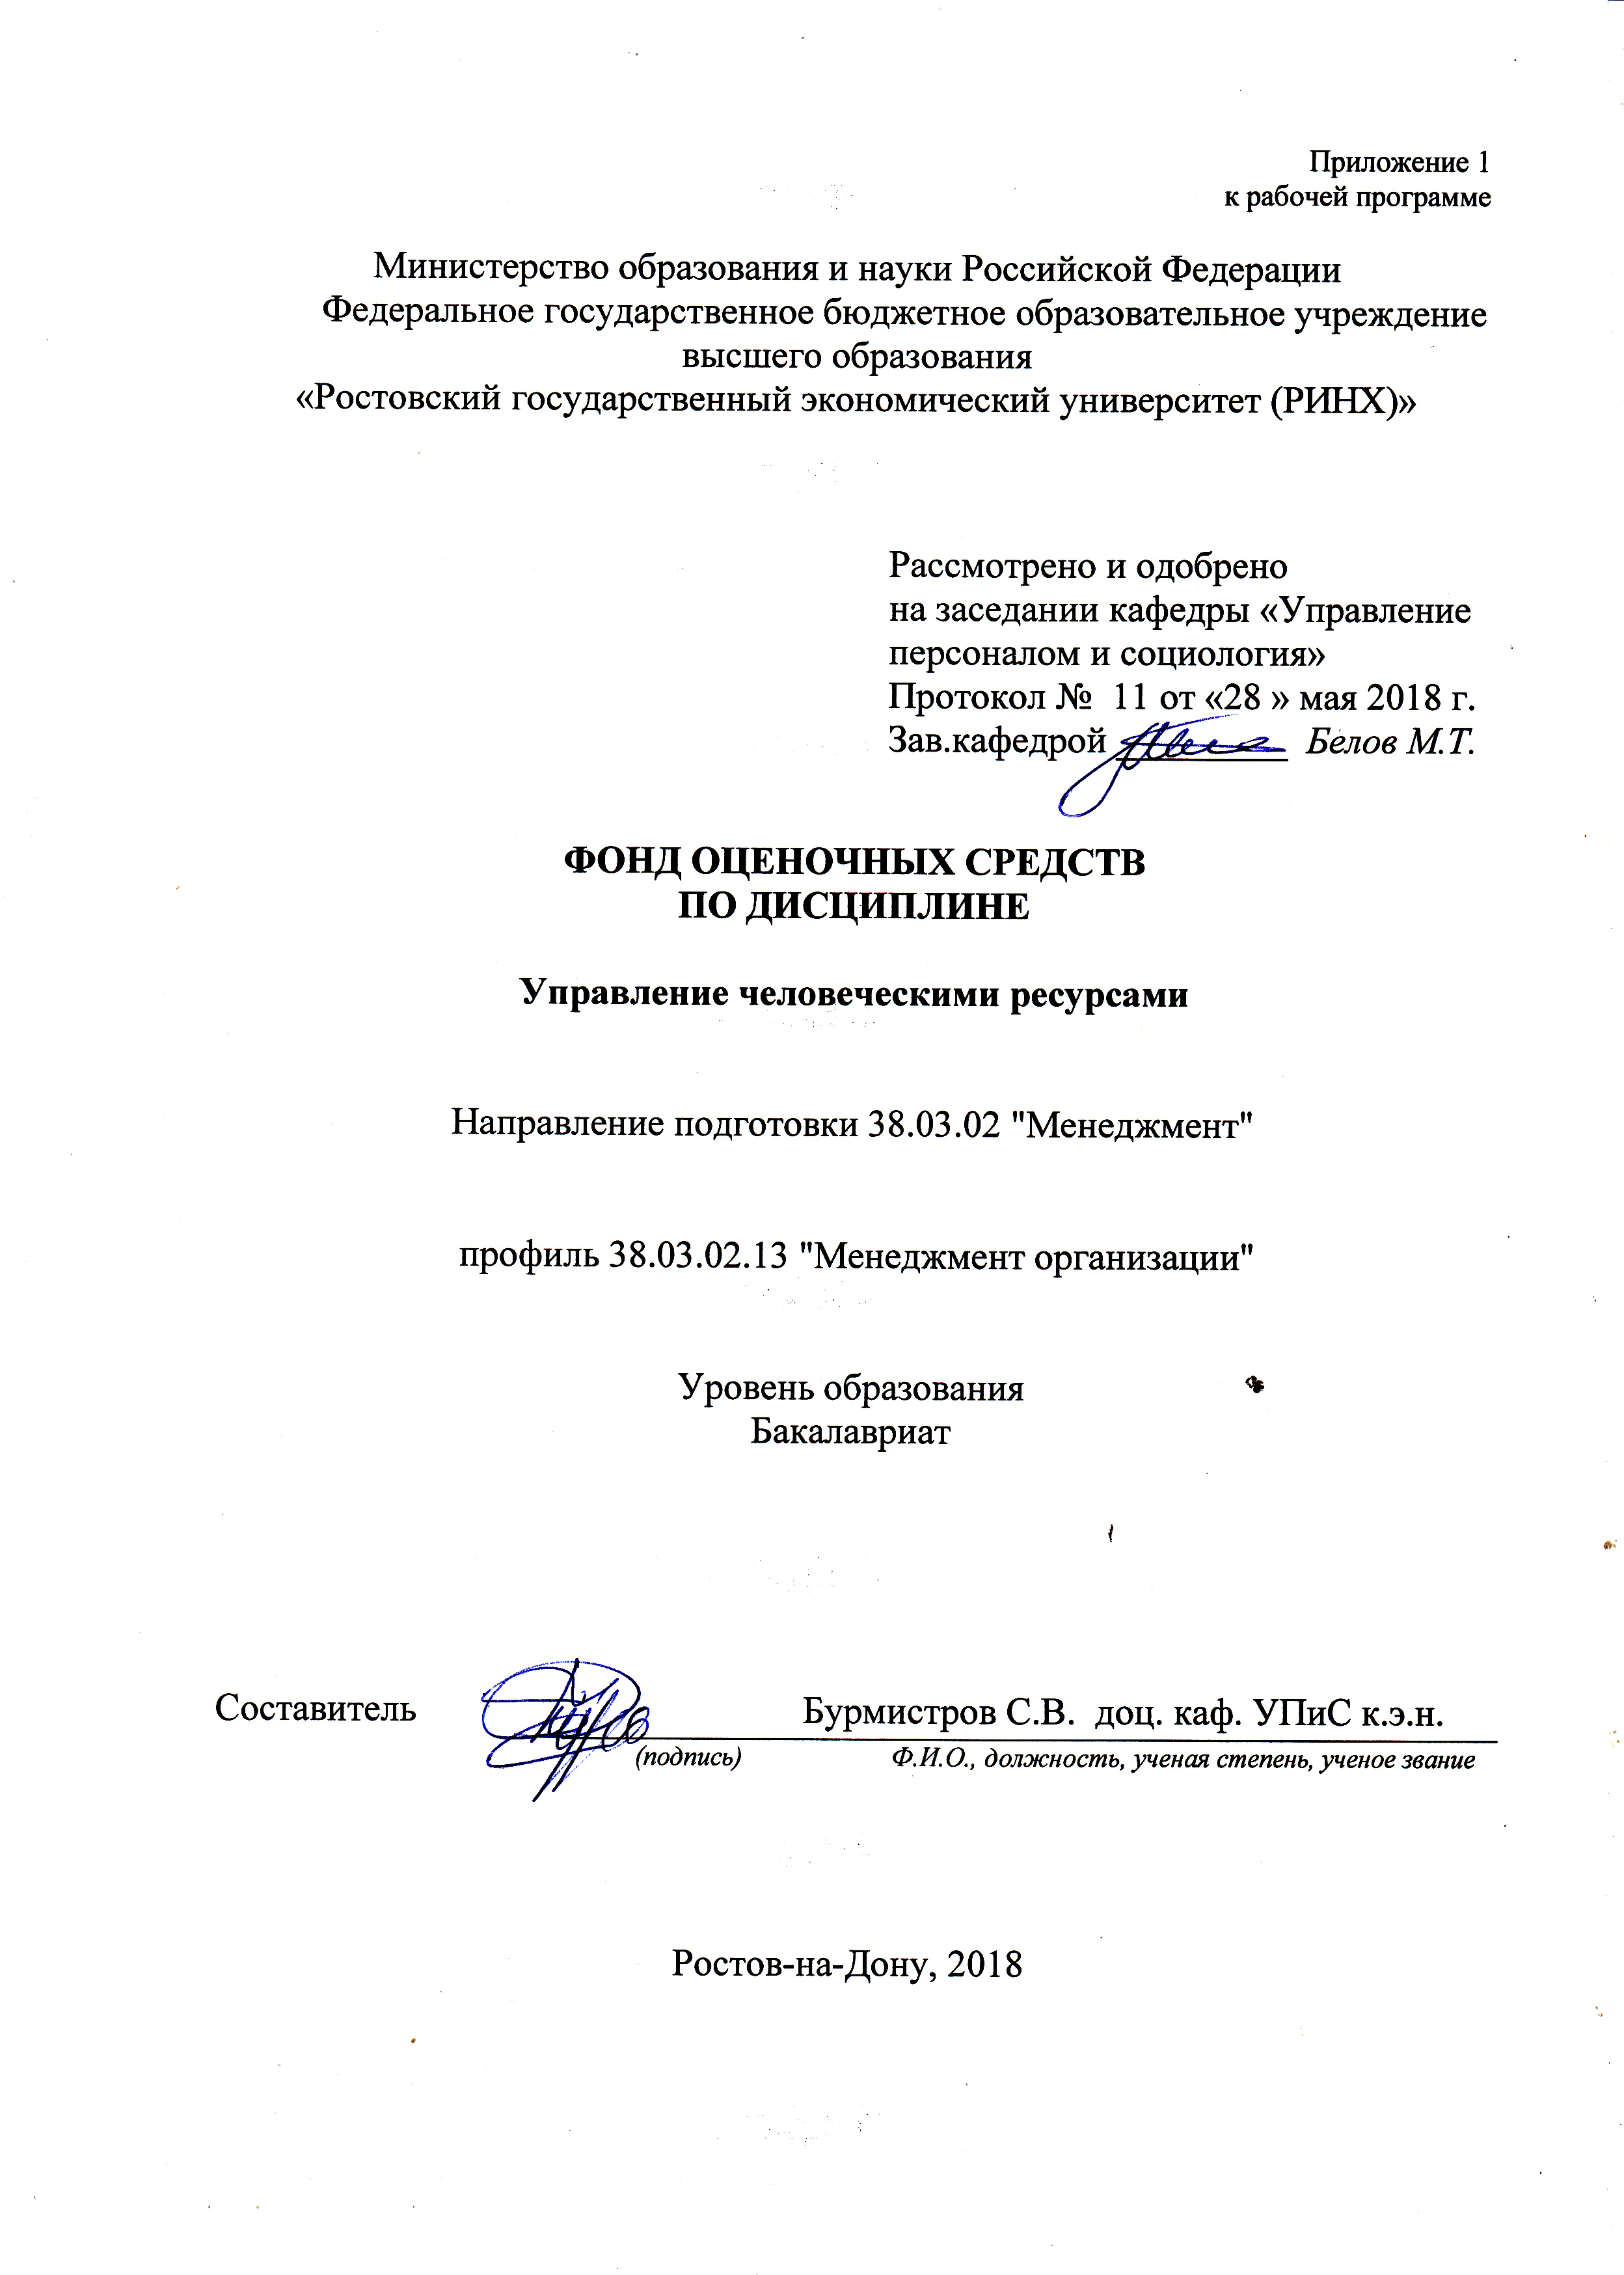 Приложение 1
к рабочей программе
Министерство образования и науки Российской Федерации
Федеральное государственное бюджетное образовательное учреждение
высшего образования
«Ростовский государственный экономический университет (РИНХ)»
Рассмотрено и одобрено
на заседании кафедры «Управление
персоналом и социология»
Протокол № 11 от «28 » мая 2018 г.
Зав.кафедрой Белов М.Т.
ФОНД ОЦЕНОЧНЫХ СРЕДСТВ
ПО ДИСЦИПЛИНЕ
Управление человеческими ресурсами
Направление подготовки 38.03.02 "Менеджмент"
профиль 38.03.02.13 "Менеджмент организации"
Уровень образования
Бакалавриат
Составитель Бурмистров С.В. доц. каф. УПиС к.э.н.
(подпись) Ф.И.О., должность, ученая степень, ученое звание
Ростов-на-Дону, 2018